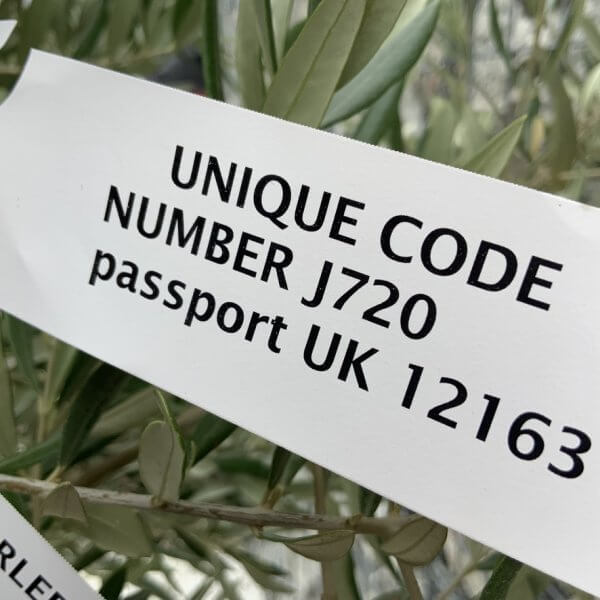 UNIQUE CODE
NUMBER J720
passport UK 12163